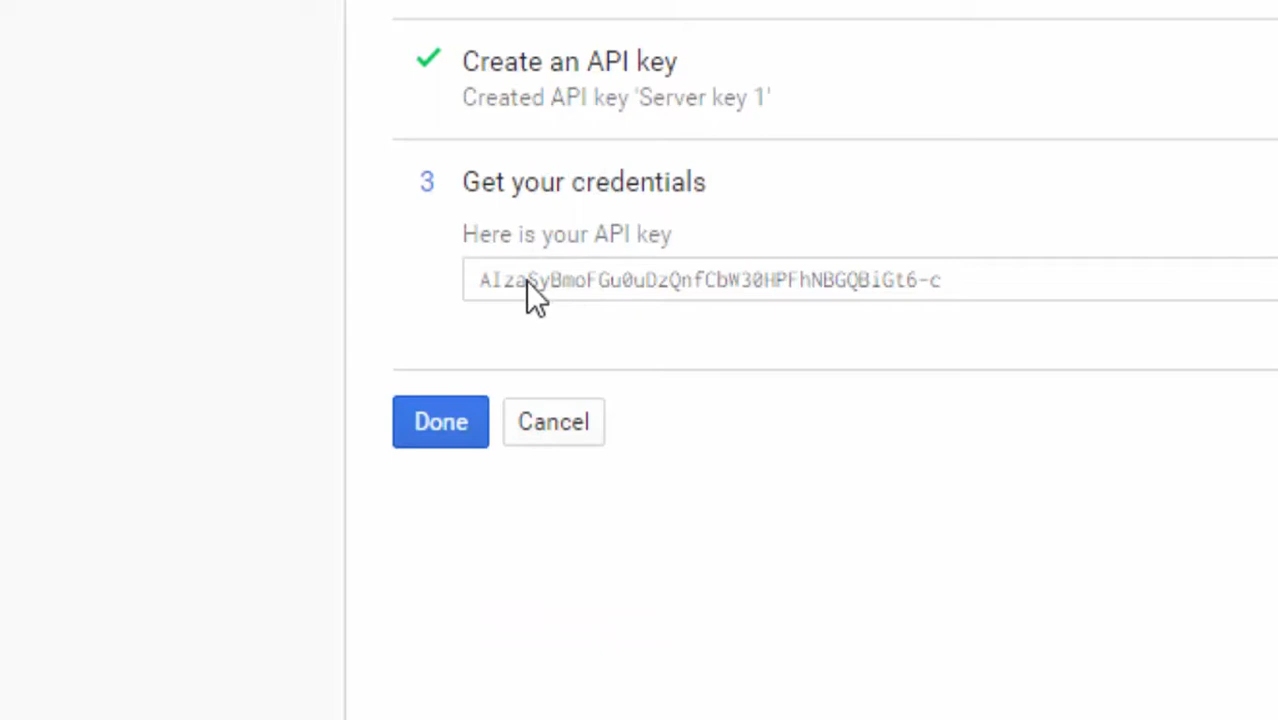 Create an API key
Created API key 'Server key 1'
3 Get your credentials
Here is your API key
AIzaSyBmoFGu0uDzQnfCbW30HPFhNBGQBiGt6-c
Done Cancel